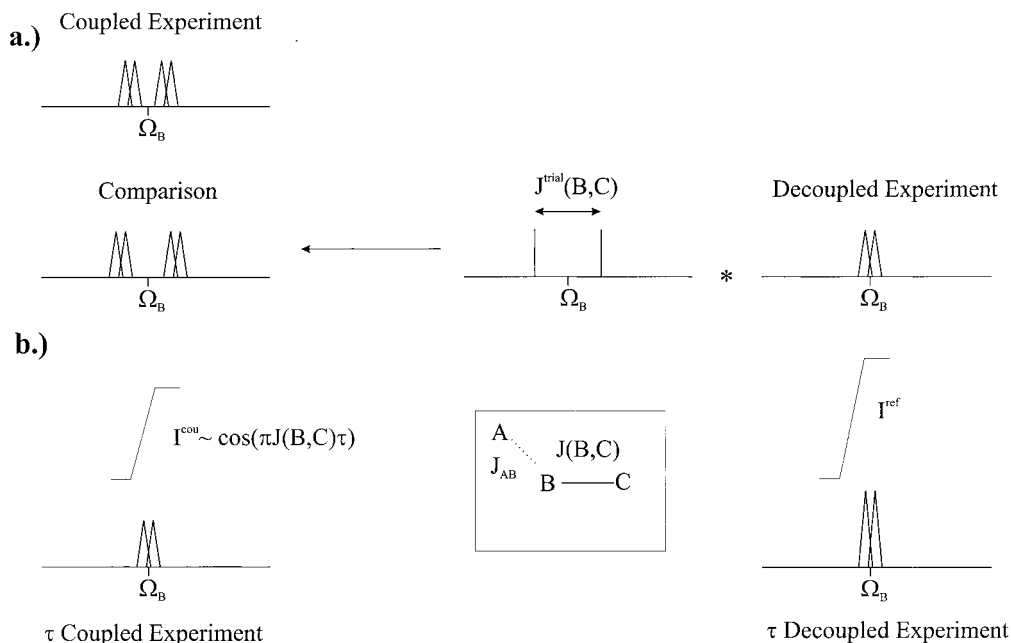 a.)
Coupled Experiment
Ω_B
Comparison
J^trial(B,C)
Decoupled Experiment
Ω_B
Ω_B
*
Ω_B
b.)
I^cou ~ cos(πJ(B,C)τ)
A
J_AB
J(B,C)
B
C
I^ref
Ω_B
Ω_B
τ Coupled Experiment
τ Decoupled Experiment